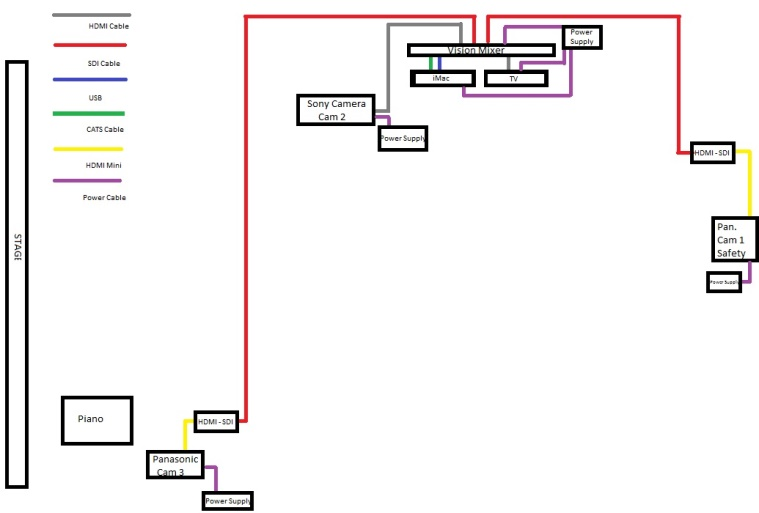 HDMI Cable
SDI Cable
USB
CATS Cable
HDMI Mini
Power Cable
STAGE
Vision Mixer
Power
Supply
iMac
TV
Sony Camera
Cam 2
Power Supply
HDMI - SDI
Pan.
Cam 1
Safety
Power Supply
Piano
HDMI - SDI
Panasonic
Cam 3
Power Supply